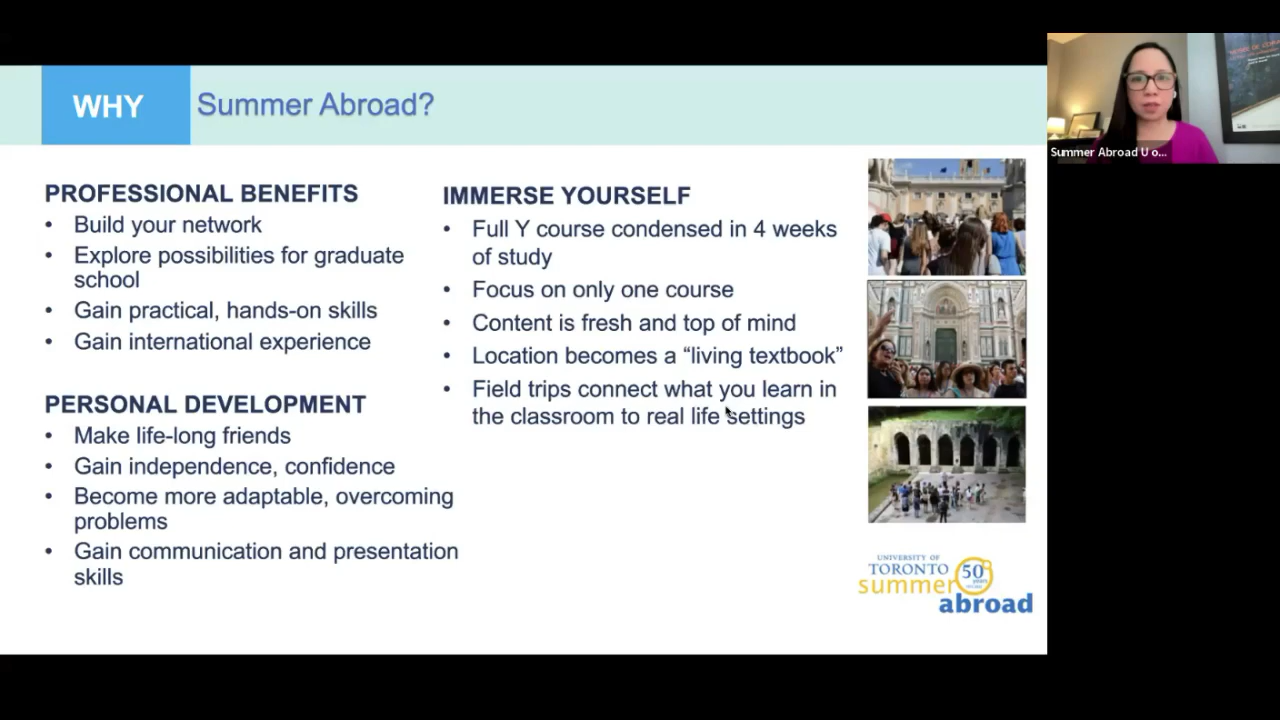 WHY
Summer Abroad?
PROFESSIONAL BENEFITS
• Build your network
• Explore possibilities for graduate
school
• Gain practical, hands-on skills
• Gain international experience
PERSONAL DEVELOPMENT
• Make life-long friends
• Gain independence, confidence
• Become more adaptable, overcoming
problems
• Gain communication and presentation
skills
IMMERSE YOURSELF
• Full Y course condensed in 4 weeks
of study
• Focus on only one course
• Content is fresh and top of mind
• Location becomes a “living textbook”
• Field trips connect what you learn in
the classroom to real life settings
UNIVERSITY OF
TORONTO
summer
abroad
50
years
Summer Abroad U o...